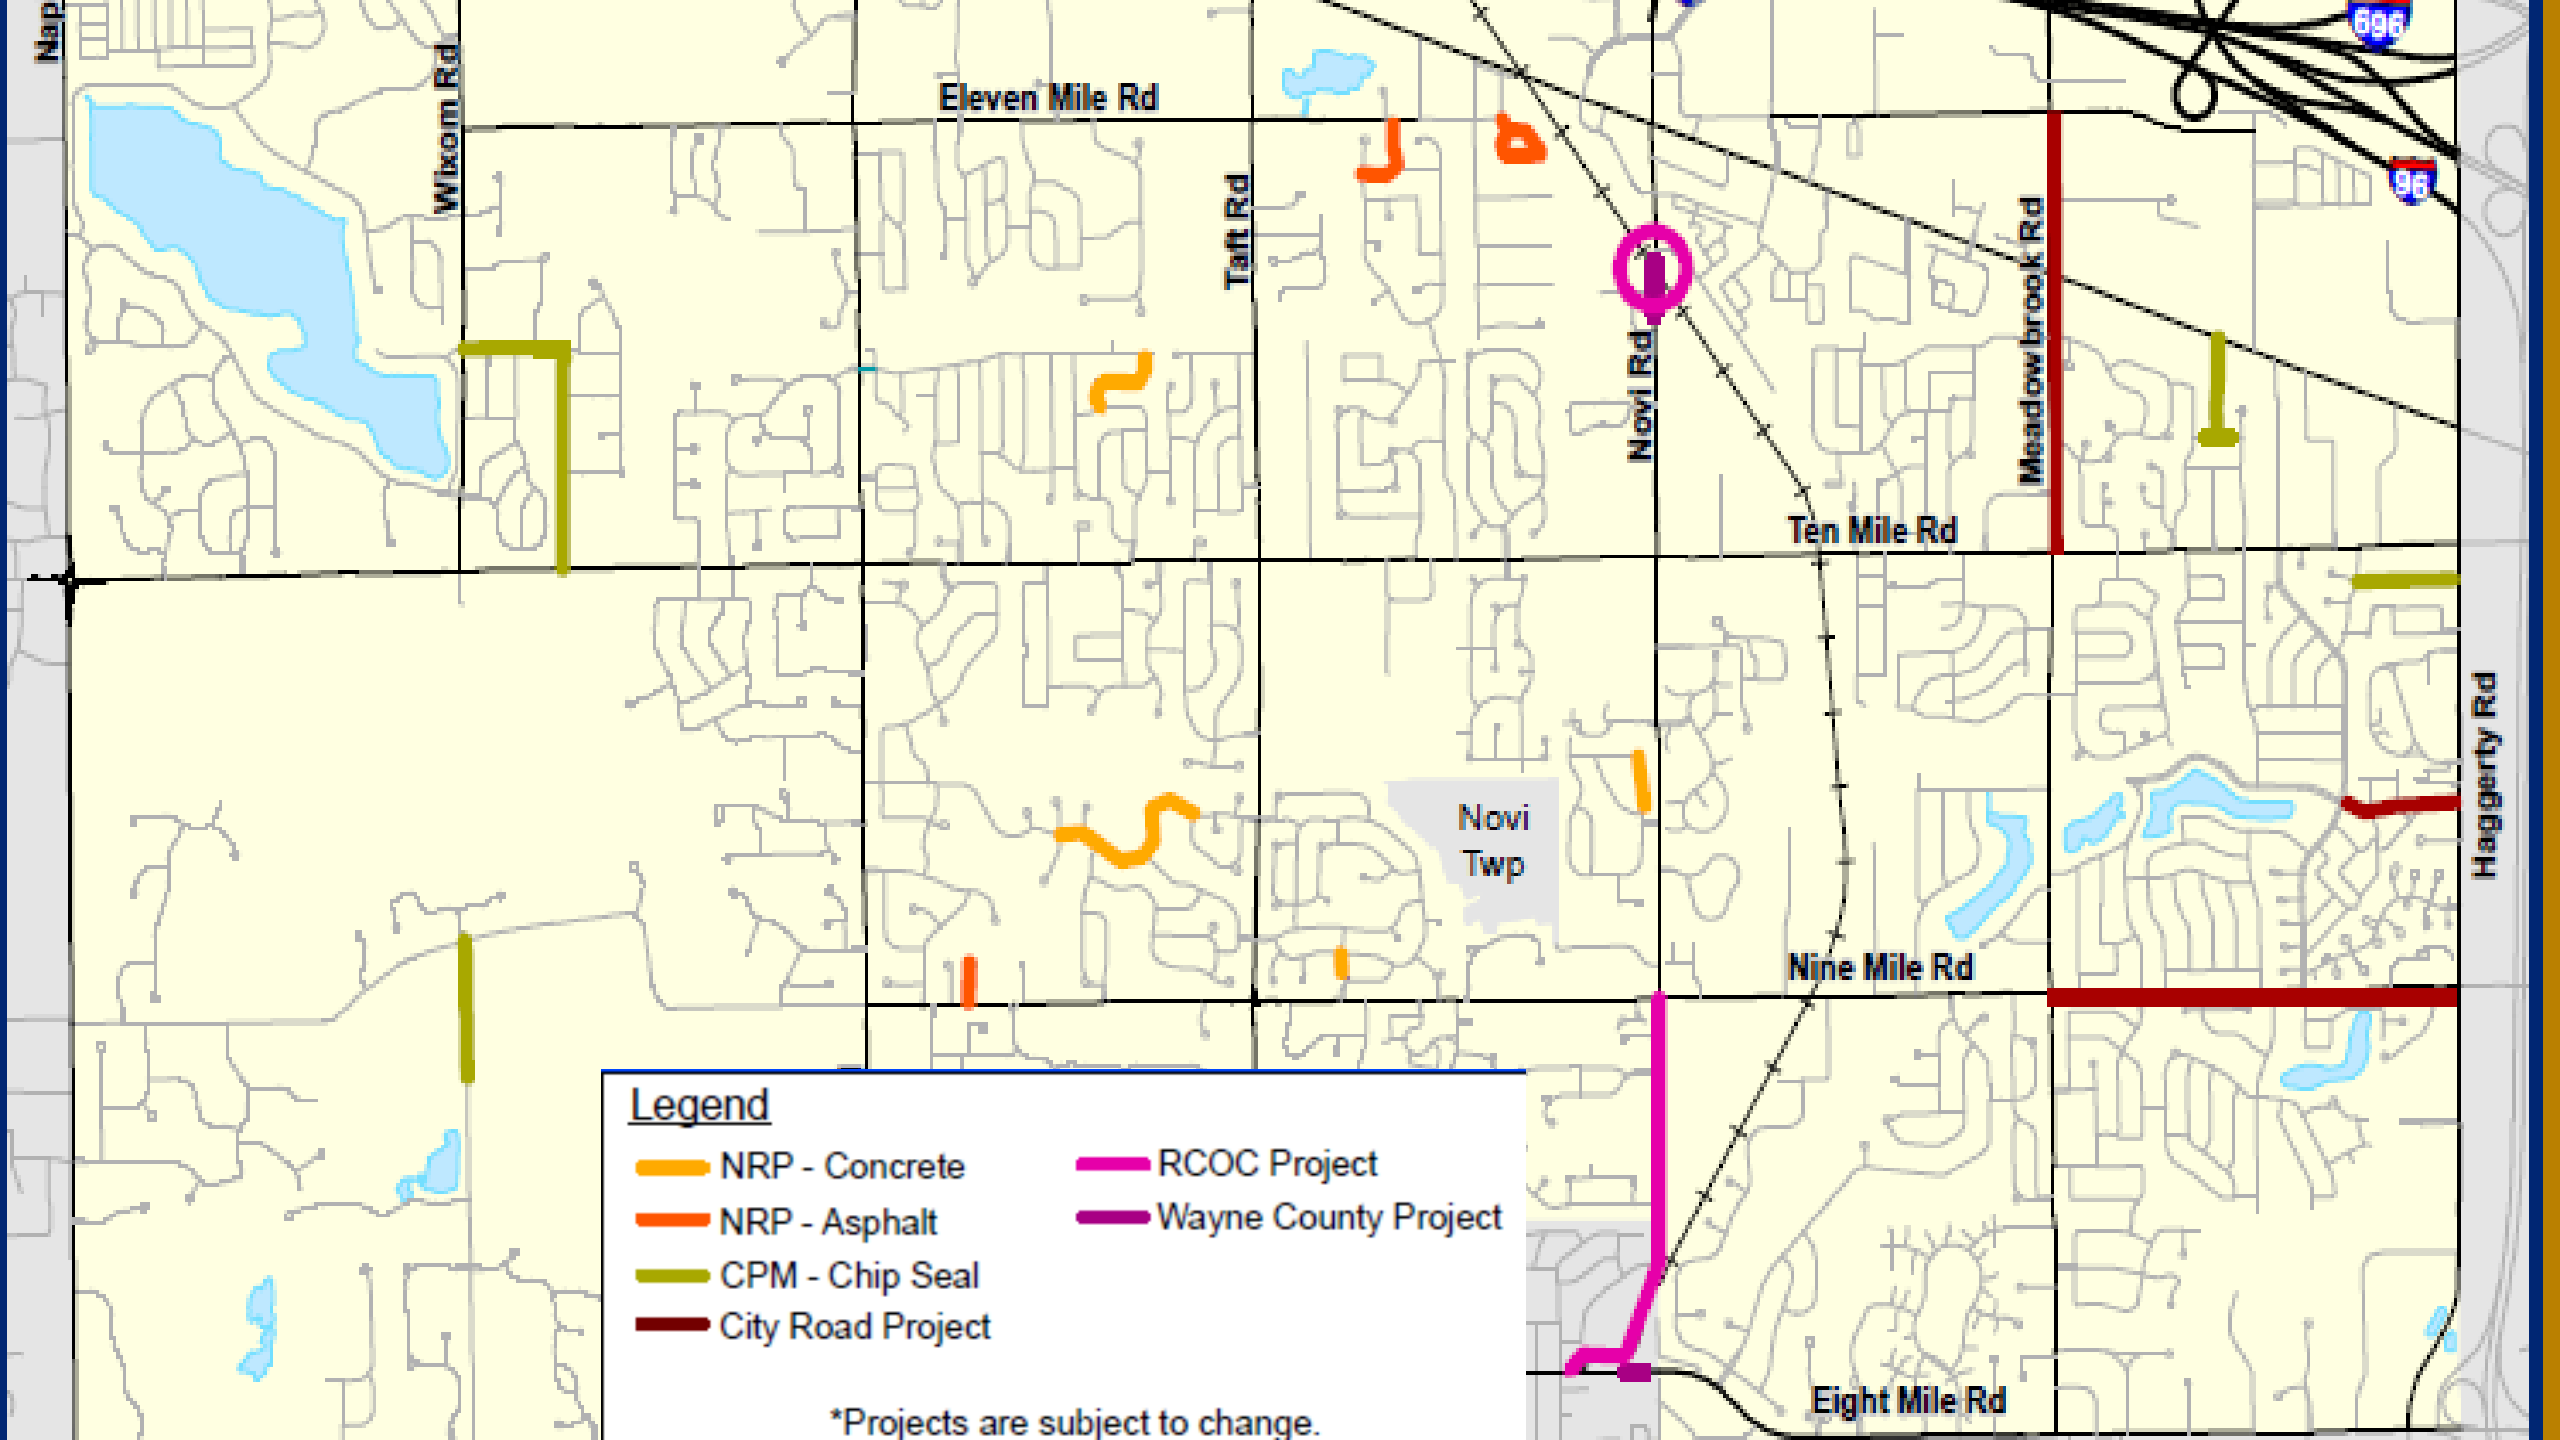 Nap
Wixom Rd
Eleven Mile Rd
Taft Rd
696
96
Novi Rd
Meadowbrook Rd
Ten Mile Rd
Haggerty Rd
Novi
Twp
Nine Mile Rd
Legend
NRP - Concrete
NRP - Asphalt
CPM - Chip Seal
City Road Project
RCOC Project
Wayne County Project
*Projects are subject to change.
Eight Mile Rd